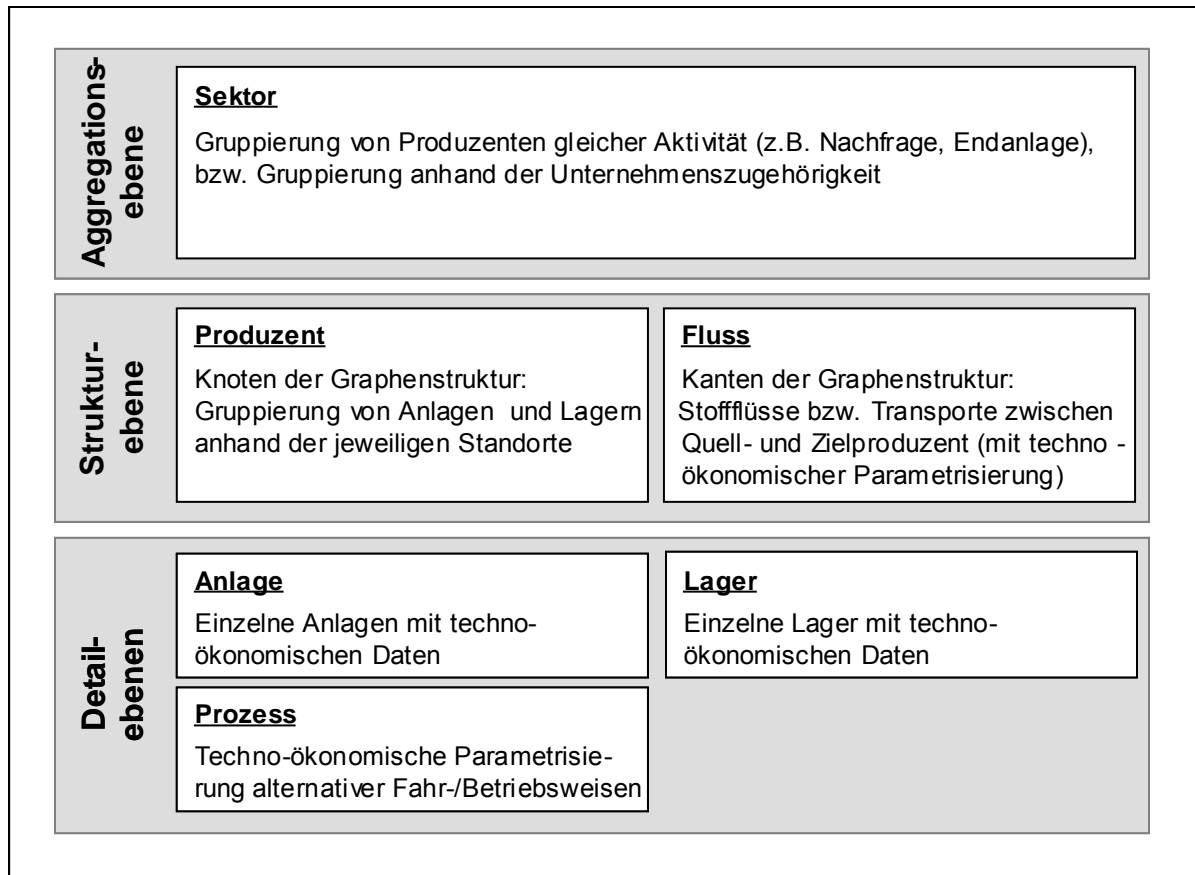 Aggregations-
ebene
Sektor
Gruppierung von Produzenten gleicher Aktivität (z.B. Nachfrage, Endanlage),
bzw. Gruppierung anhand der Unternehmenszugehörigkeit
Struktur-
ebene
Produzent
Knoten der Graphenstruktur:
Gruppierung von Anlagen und Lagern
anhand der jeweiligen Standorte
Fluss
Kanten der Graphenstruktur:
Stoffflüsse bzw. Transporte zwischen
Quell- und Zielproduzent (mit techno -
ökonomischer Parametrisierung)
Detail-
ebenen
Anlage
Einzelne Anlagen mit techno-
ökonomischen Daten
Lager
Einzelne Lager mit techno-
ökonomischen Daten
Prozess
Techno-ökonomische Parametrisie-
rung alternativer Fahr-/Betriebsweisen